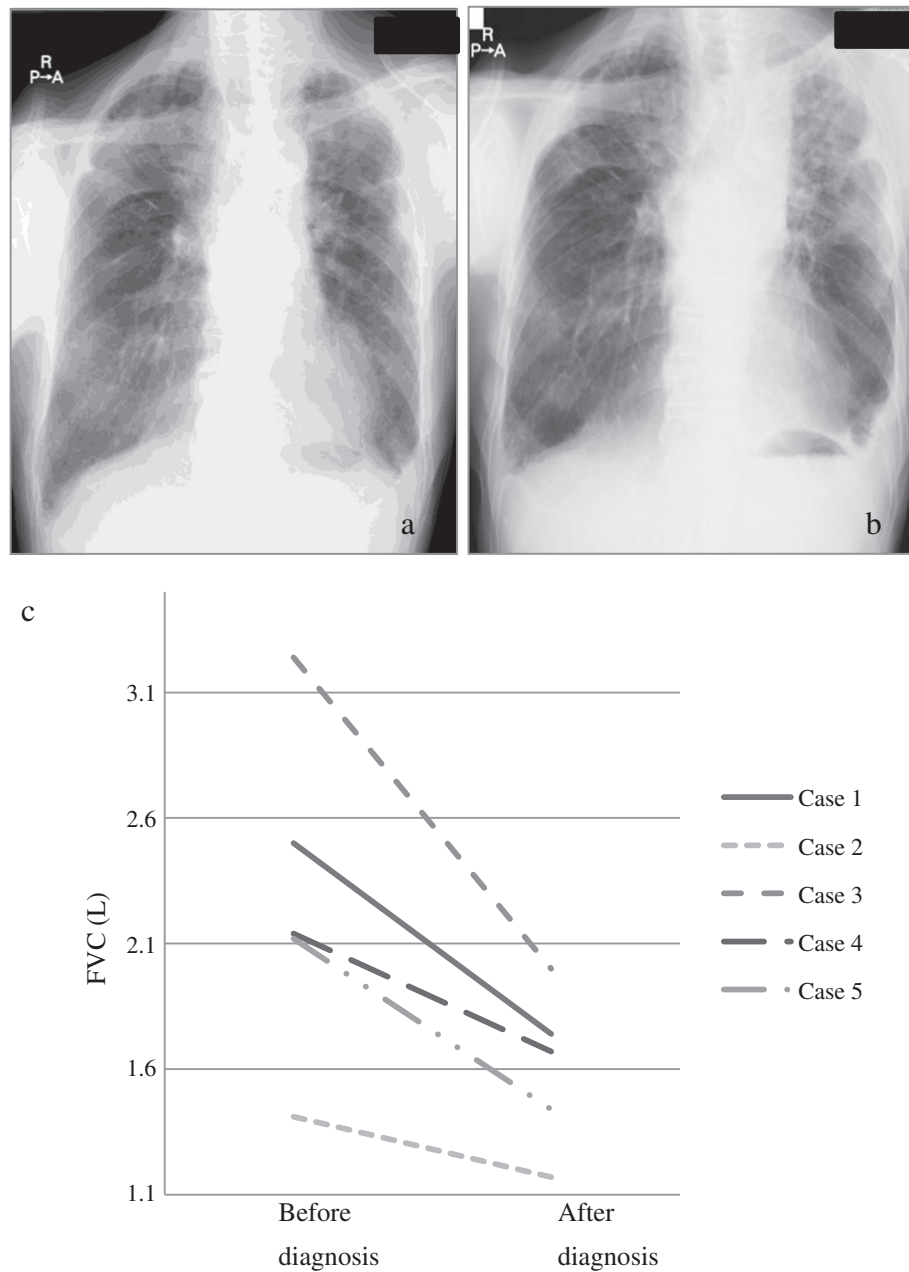 R
P→A
a
R
P→A
b
c
FVC (L)
3.1
2.6
2.1
1.6
1.1
Before
diagnosis
After
diagnosis
Case 1
Case 2
Case 3
Case 4
Case 5